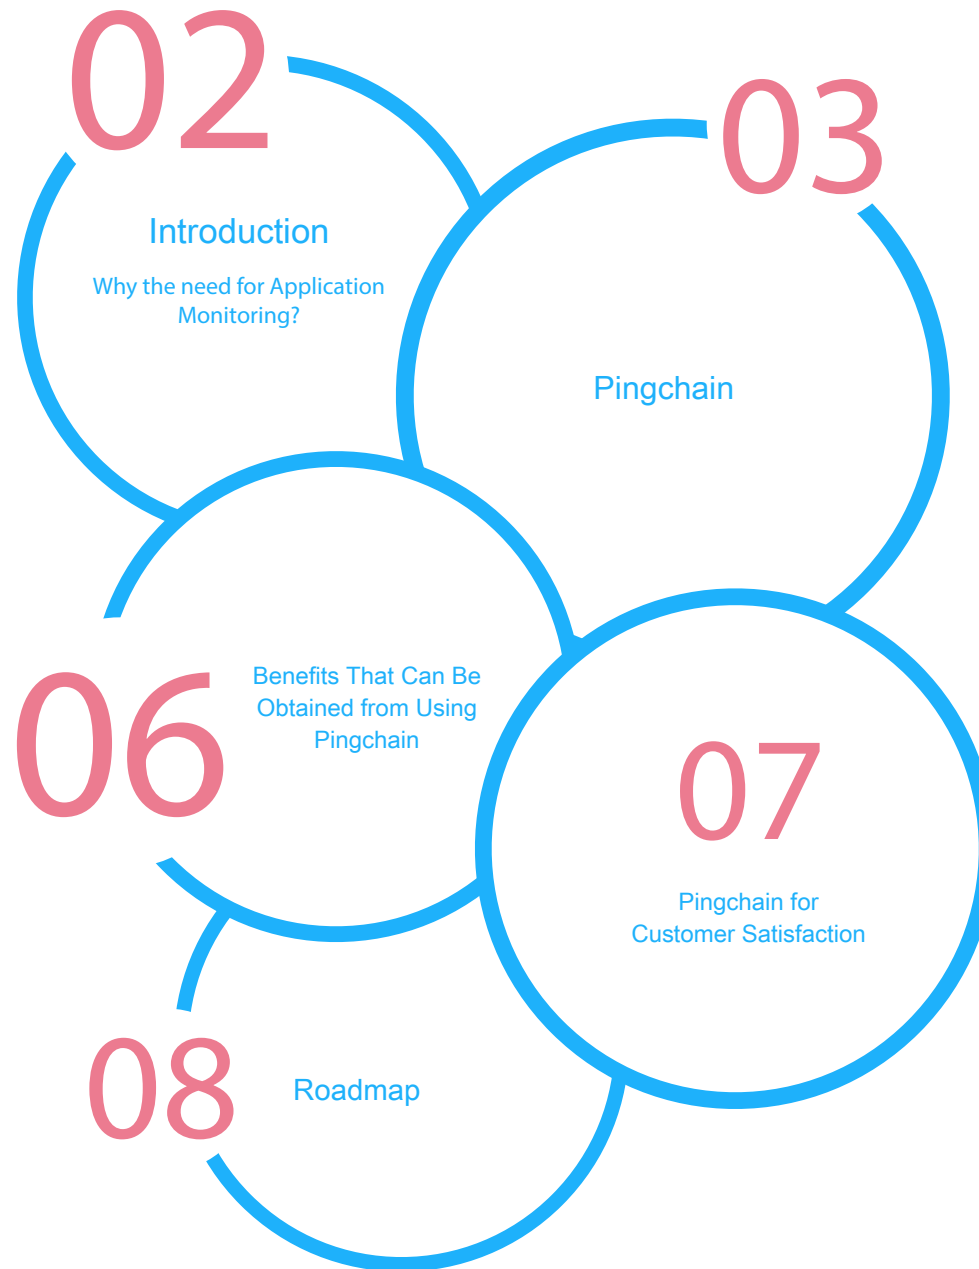 02
Introduction
Why the need for Application
Monitoring?
03
Pingchain
06
Benefits That Can Be
Obtained from Using
Pingchain
07
Pingchain for
Customer Satisfaction
08
Roadmap